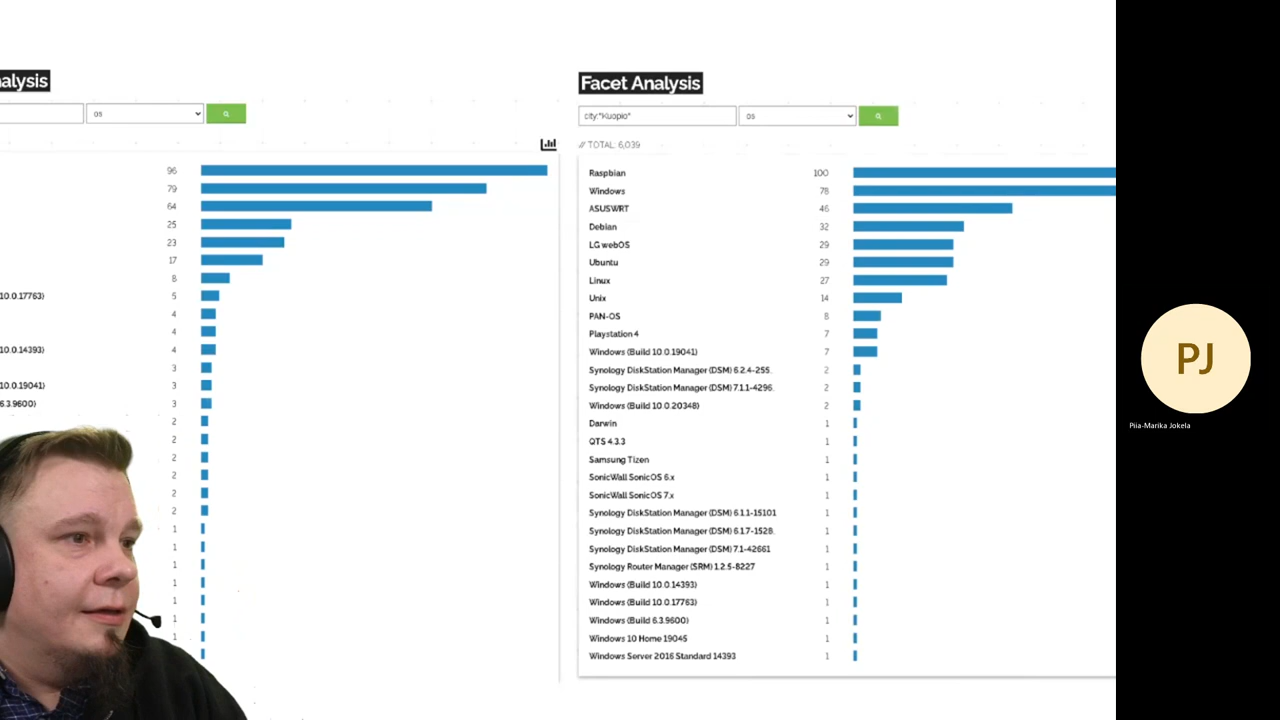 alysis
os
96
79
64
25
23
17
8
10.0.17763) 5
4
4
10.0.14393) 4
3
10.0.19041) 3
6.3.9600) 3
2
2
2
2
2
2
1
1
1
1
1
1
1
Facet Analysis
city:"Kuopio" os
// TOTAL: 6,039
Raspbian 100
Windows 78
ASUSWRT 46
Debian 32
LG webOS 29
Ubuntu 29
Linux 27
Unix 14
PAN-OS 8
Playstation 4 7
Windows (Build 10.0.19041) 7
Synology DiskStation Manager (DSM) 6.2.4-255. 2
Synology DiskStation Manager (DSM) 7.1.1-4296. 2
Windows (Build 10.0.20348) 2
Darwin 1
QTS 4.3.3 1
Samsung Tizen 1
SonicWall SonicOS 6.x 1
SonicWall SonicOS 7.x 1
Synology DiskStation Manager (DSM) 6.1.1-15101 1
Synology DiskStation Manager (DSM) 6.1.7-1528. 1
Synology DiskStation Manager (DSM) 7.1-42661 1
Synology Router Manager (SRM) 1.2.5-8227 1
Windows (Build 10.0.14393) 1
Windows (Build 10.0.17763) 1
Windows (Build 6.3.9600) 1
Windows 10 Home 19045 1
Windows Server 2016 Standard 14393 1
PJ
Piia-Marika Jokela